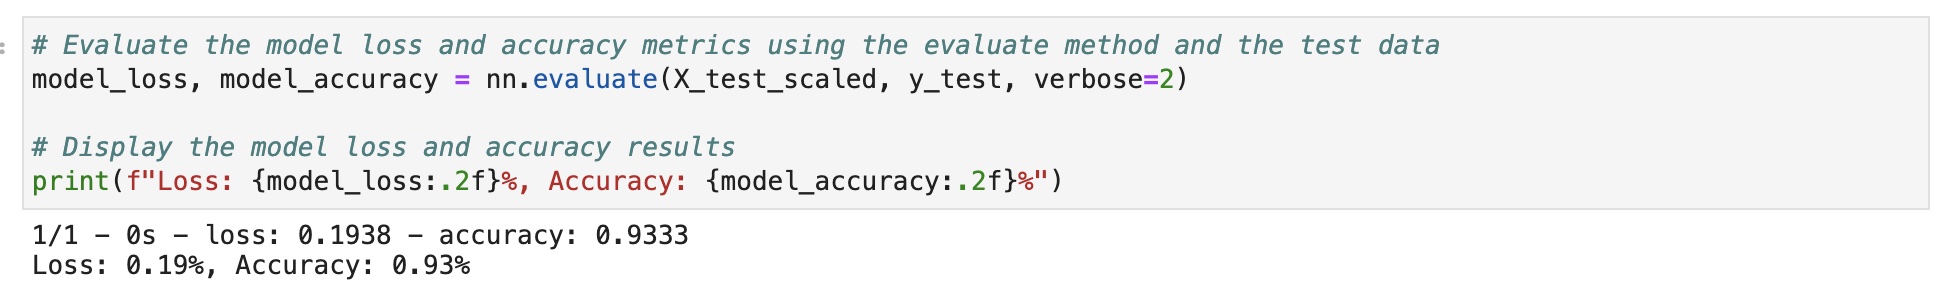 # Evaluate the model loss and accuracy metrics using the evaluate method and the test data
model_loss, model_accuracy = nn.evaluate(X_test_scaled, y_test, verbose=2)
# Display the model loss and accuracy results
print(f"Loss: {model_loss:.2f}%, Accuracy: {model_accuracy:.2f}%")
1/1 − 0s − loss: 0.1938 − accuracy: 0.9333
Loss: 0.19%, Accuracy: 0.93%